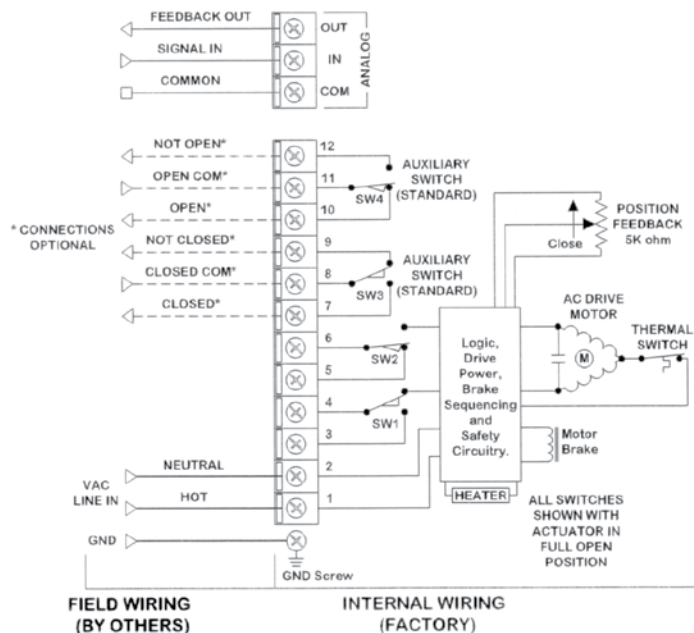 FEEDBACK OUT
OUT
SIGNAL IN
IN
COMMON
COM
ANALOG
NOT OPEN*
12
OPEN COM*
11
OPEN*
10
NOT CLOSED*
9
CLOSED COM*
8
CLOSED*
7
6
5
4
3
NEUTRAL
2
HOT
1
VAC
LINE IN
GND
GND Screw
* CONNECTIONS
OPTIONAL
AUXILIARY
SWITCH
(STANDARD)
SW4
AUXILIARY
SWITCH
(STANDARD)
SW3
SW2
SW1
Close
POSITION
FEEDBACK
5K ohm
AC DRIVE
MOTOR
THERMAL
SWITCH
M
Logic,
Drive
Power,
Brake
Sequencing
and
Safety
Circuitry.
Motor
Brake
HEATER
ALL SWITCHES
SHOWN WITH
ACTUATOR IN
FULL OPEN
POSITION
FIELD WIRING
(BY OTHERS)
INTERNAL WIRING
(FACTORY)